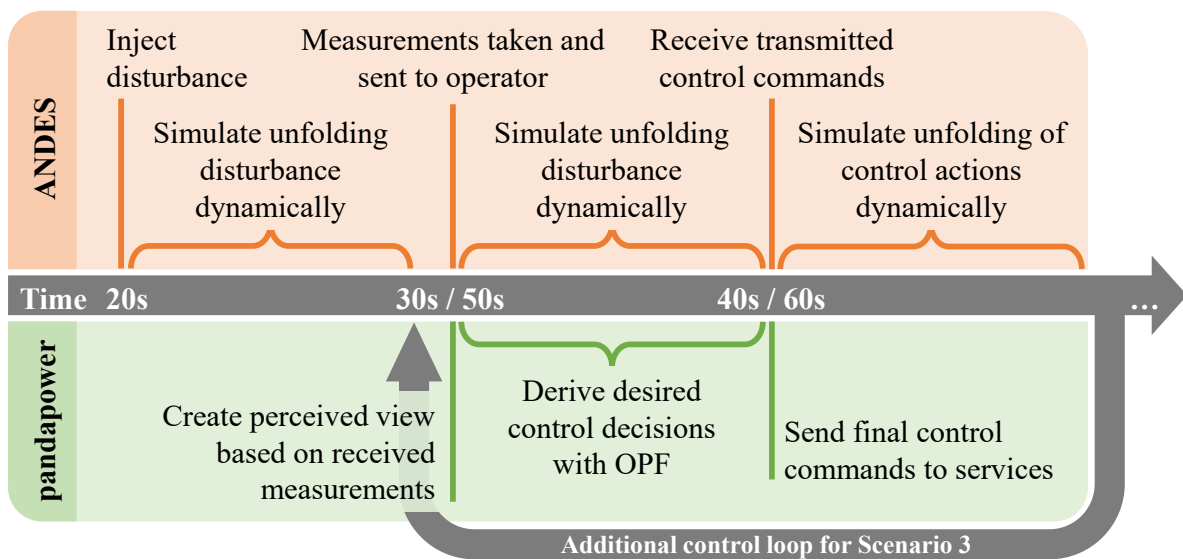 ANDES
Inject
disturbance
Measurements taken and
sent to operator
Receive transmitted
control commands
Simulate unfolding
disturbance
dynamically
Simulate unfolding
disturbance
dynamically
Simulate unfolding of
control actions
dynamically
Time 20s 30s / 50s 40s / 60s ...
pandapower
Create perceived view
based on received
measurements
Derive desired
control decisions
with OPF
Send final control
commands to services
Additional control loop for Scenario 3